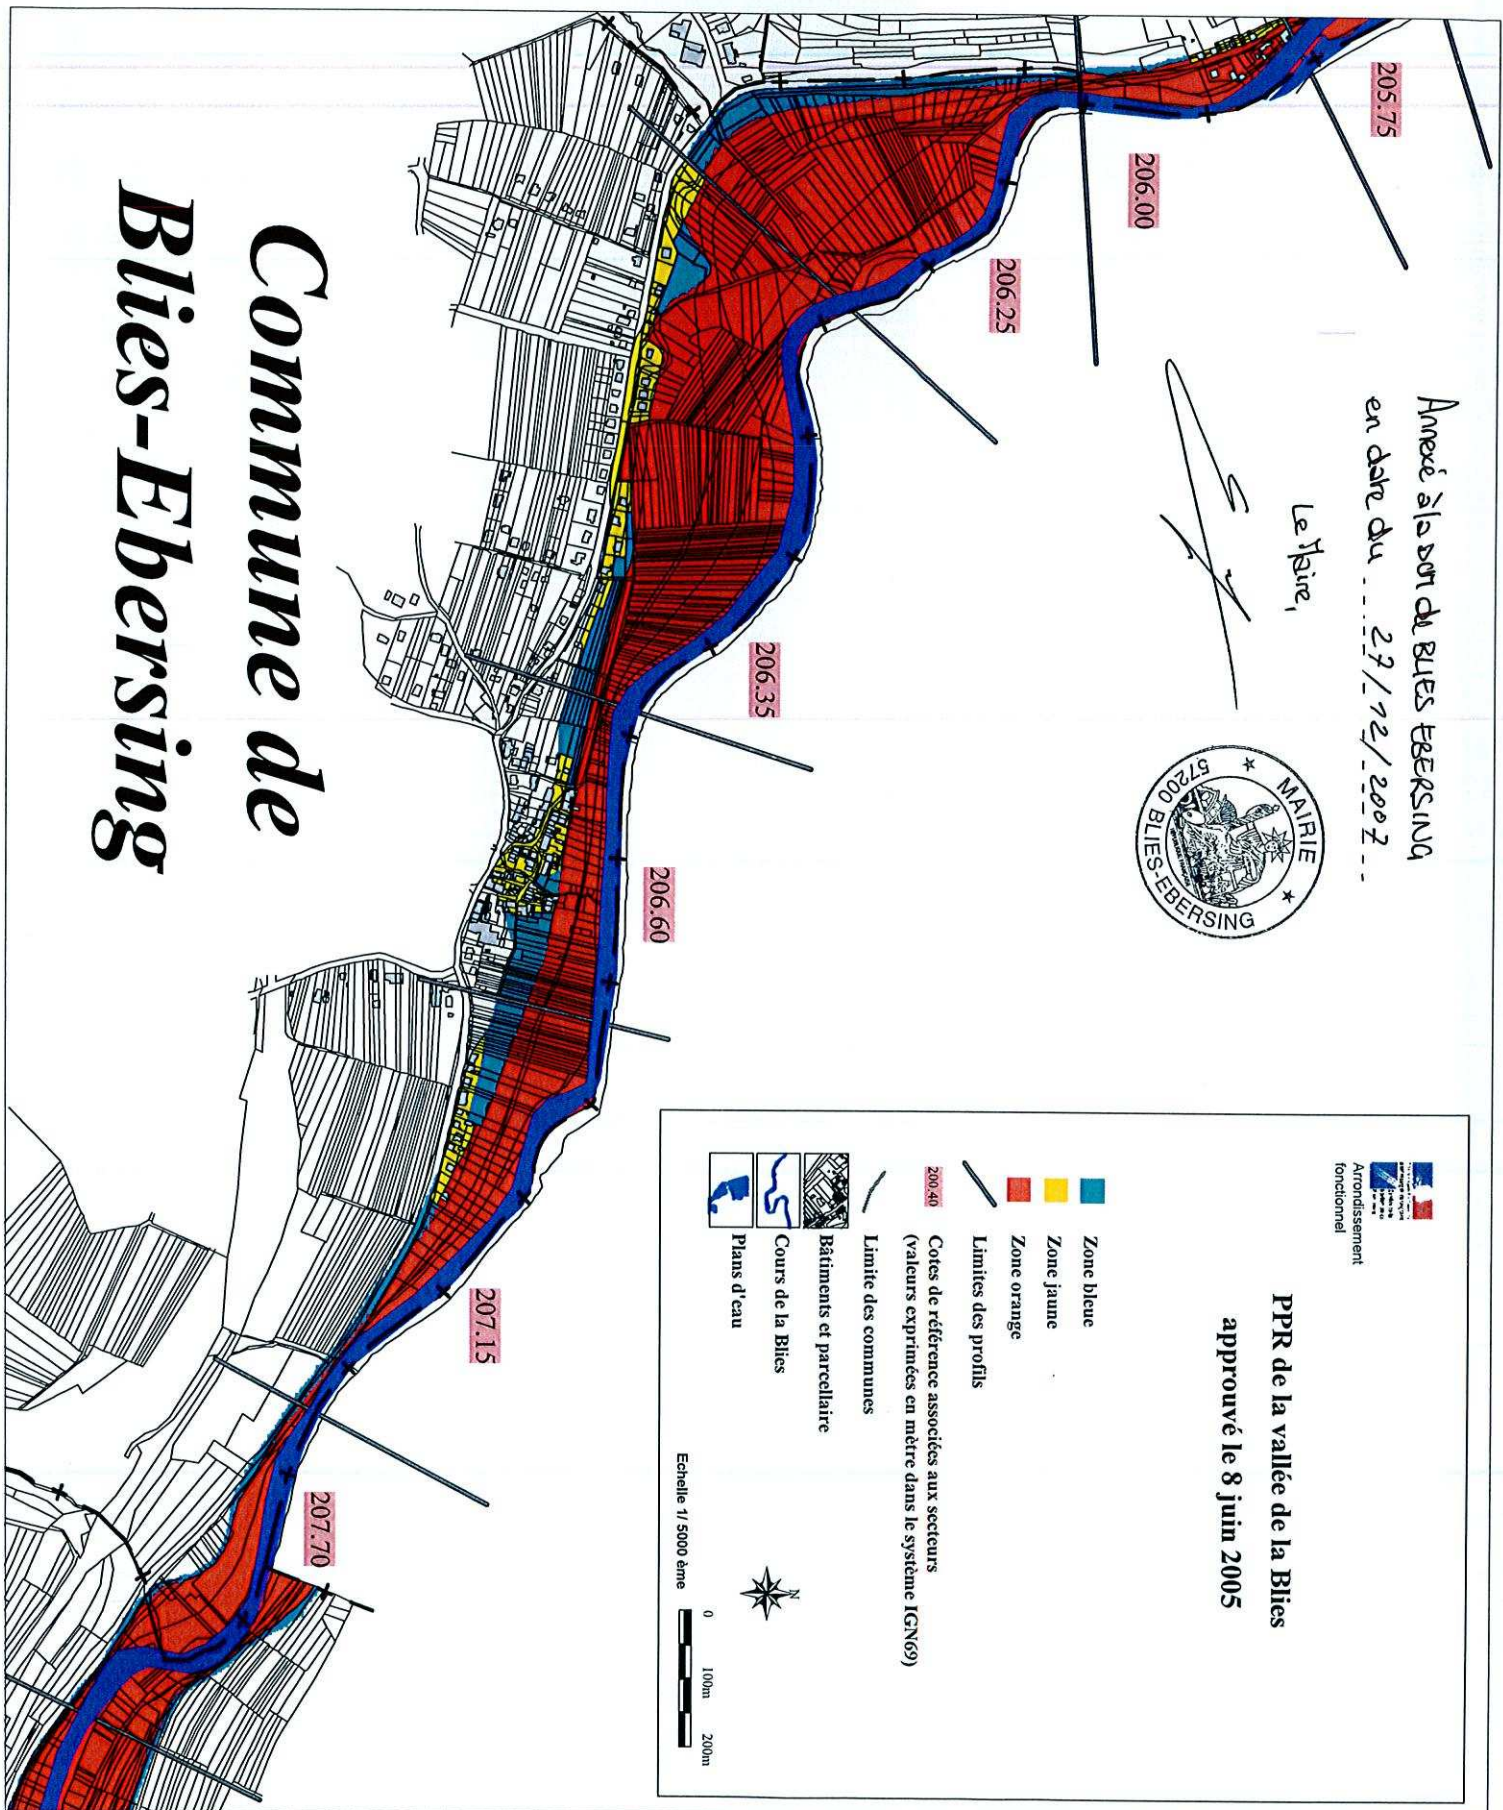 Annexé à la DCM de BLIES EBERSING
en date du 27/12/2007
Le Maire,
MAIRIE
57200 BLIES-EBERSING
205.75
206.00
206.25
206.35
206.60
207.15
207.70
Commune de
Blies-Ebersing
Arrondissement
fonctionnel
PPR de la vallée de la Blies
approuvé le 8 juin 2005
Zone bleue
Zone jaune
Zone orange
Limites des profils
200.40
Cotes de référence associées aux secteurs
(valeurs exprimées en mètre dans le système IGN69)
Limite des communes
Bâtiments et parcellaire
Cours de la Blies
Plans d'eau
N
Echelle 1/ 5000 ème
0 100m 200m